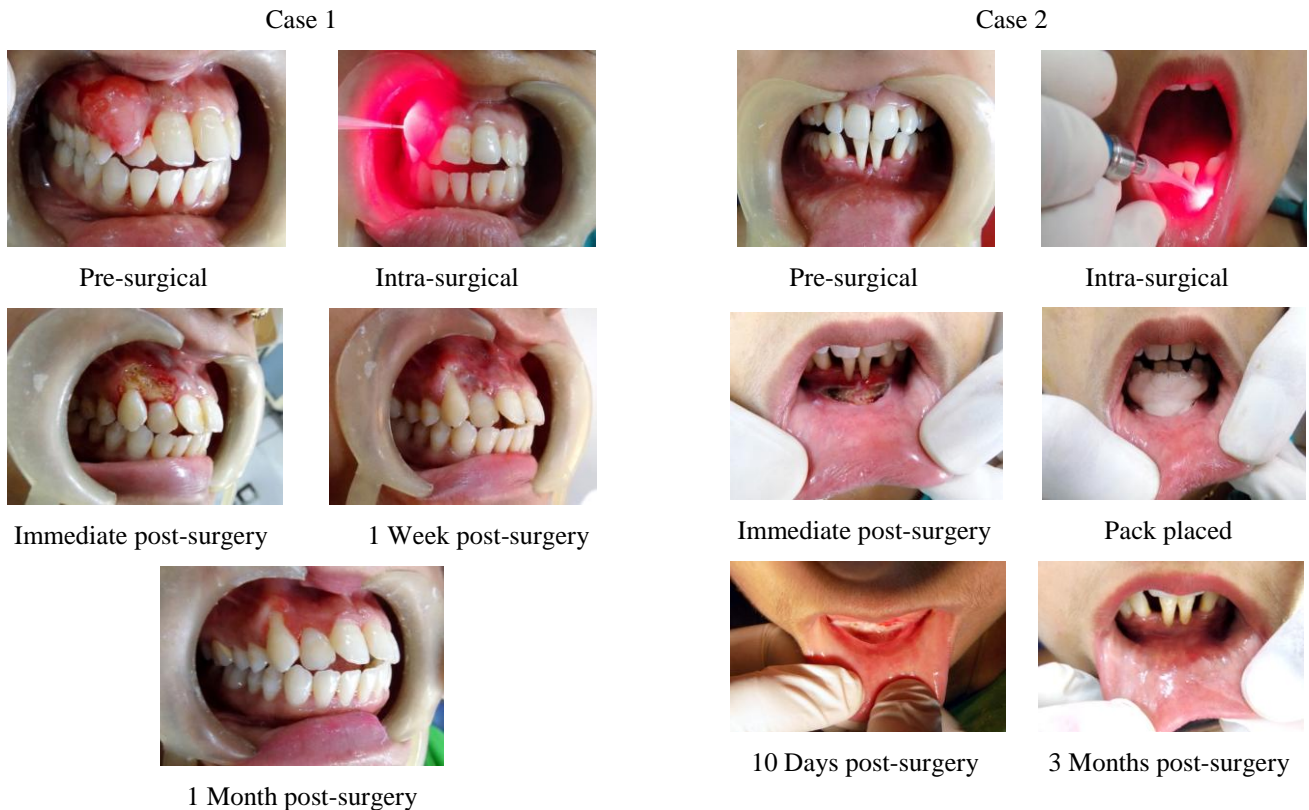 Case 1
Pre-surgical
Intra-surgical
Immediate post-surgery
1 Week post-surgery
1 Month post-surgery
Case 2
Pre-surgical
Intra-surgical
Immediate post-surgery
Pack placed
10 Days post-surgery
3 Months post-surgery